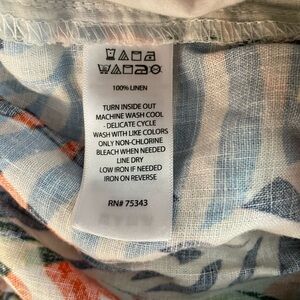 100% LINEN
TURN INSIDE OUT
MACHINE WASH COOL
- DELICATE CYCLE
WASH WITH LIKE COLORS
ONLY NON-CHLORINE
BLEACH WHEN NEEDED
LINE DRY
LOW IRON IF NEEDED
IRON ON REVERSE
RN# 75343